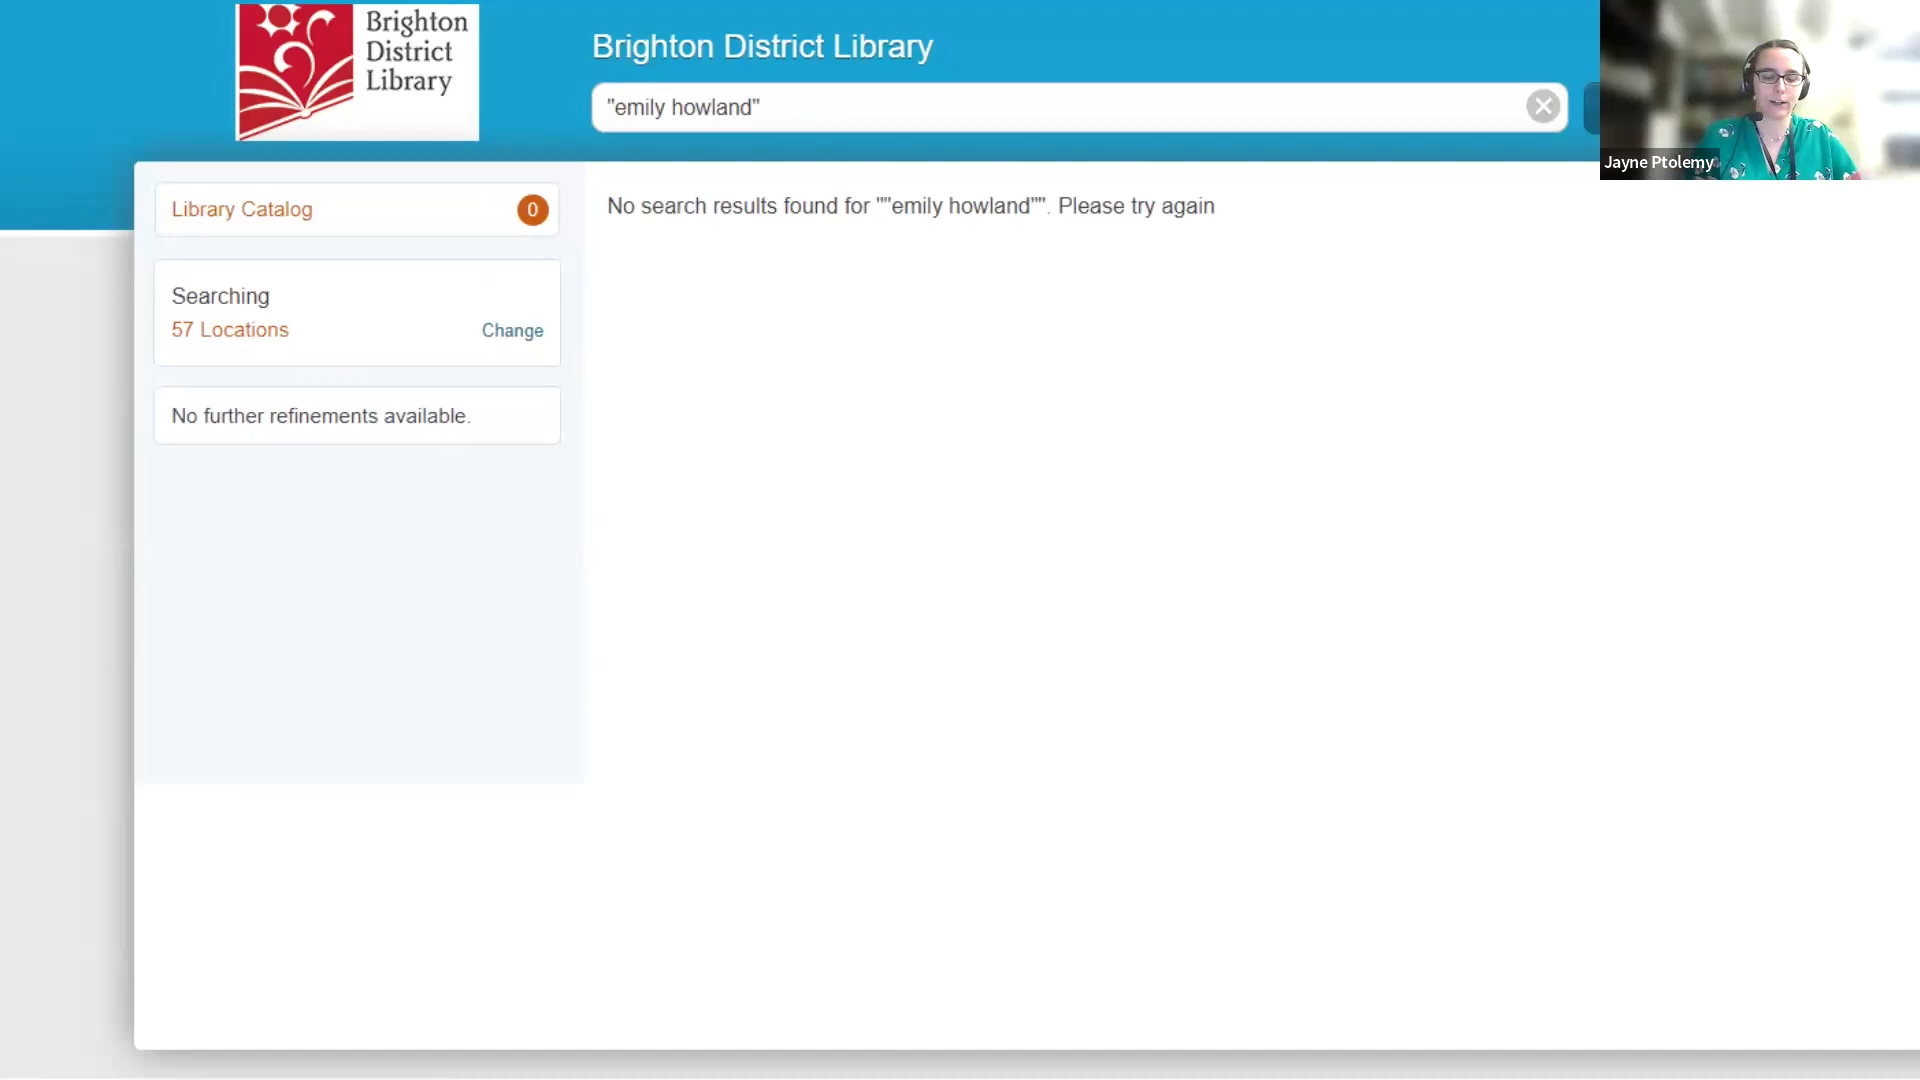 Brighton
District
Library
Brighton District Library
"emily howland"
Jayne Ptolemy
Library Catalog 0
No search results found for ""emily howland"". Please try again
Searching
57 Locations Change
No further refinements available.